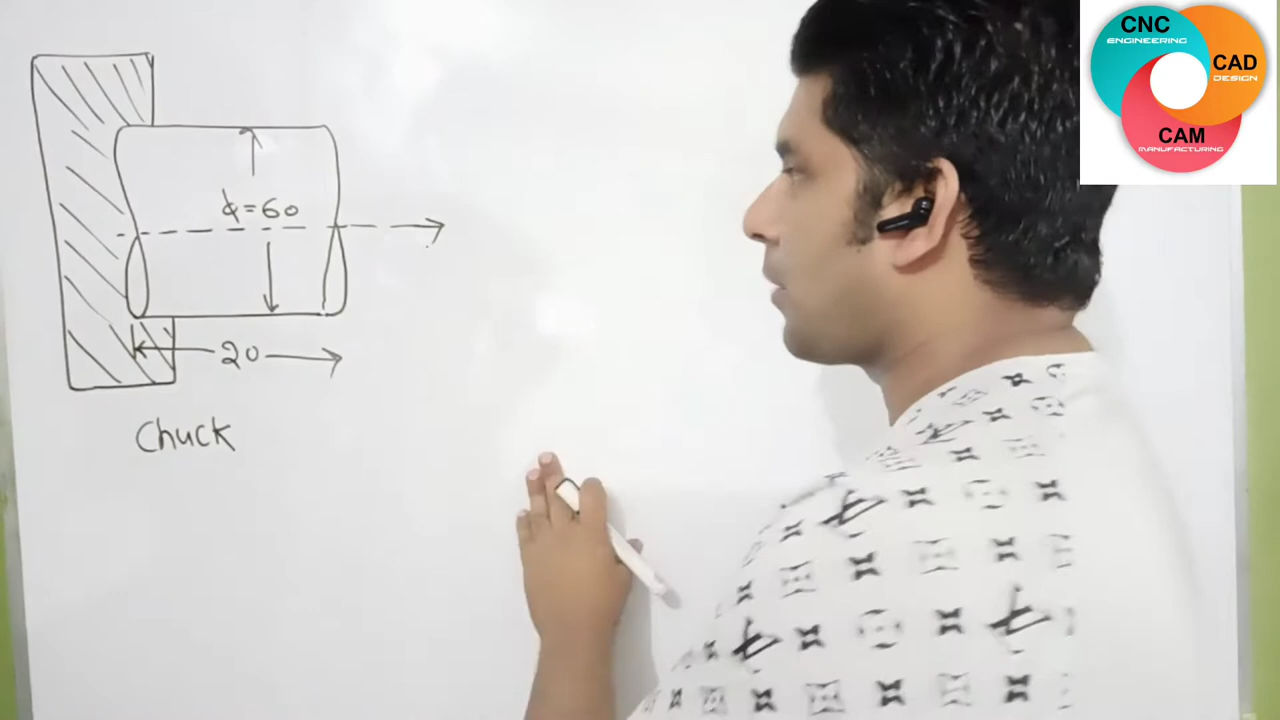 CNC
ENGINEERING
CAD
DESIGN
CAM
MANUFACTURING
ϕ=60
20
Chuck